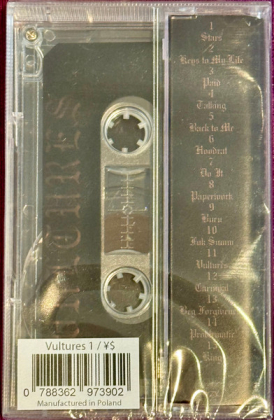 1
Stars
2
Keys to My Life
3
Paid
4
Talking
5
Back to Me
6
Hoodrat
7
Do It
8
Paperwork
9
Burn
10
Fuk Sumn
11
Vultures
12
Carnival
13
Beg Forgiveness
Problematic
King
Vultures 1 / ¥$
0 788362 973902
Manufactured in Poland